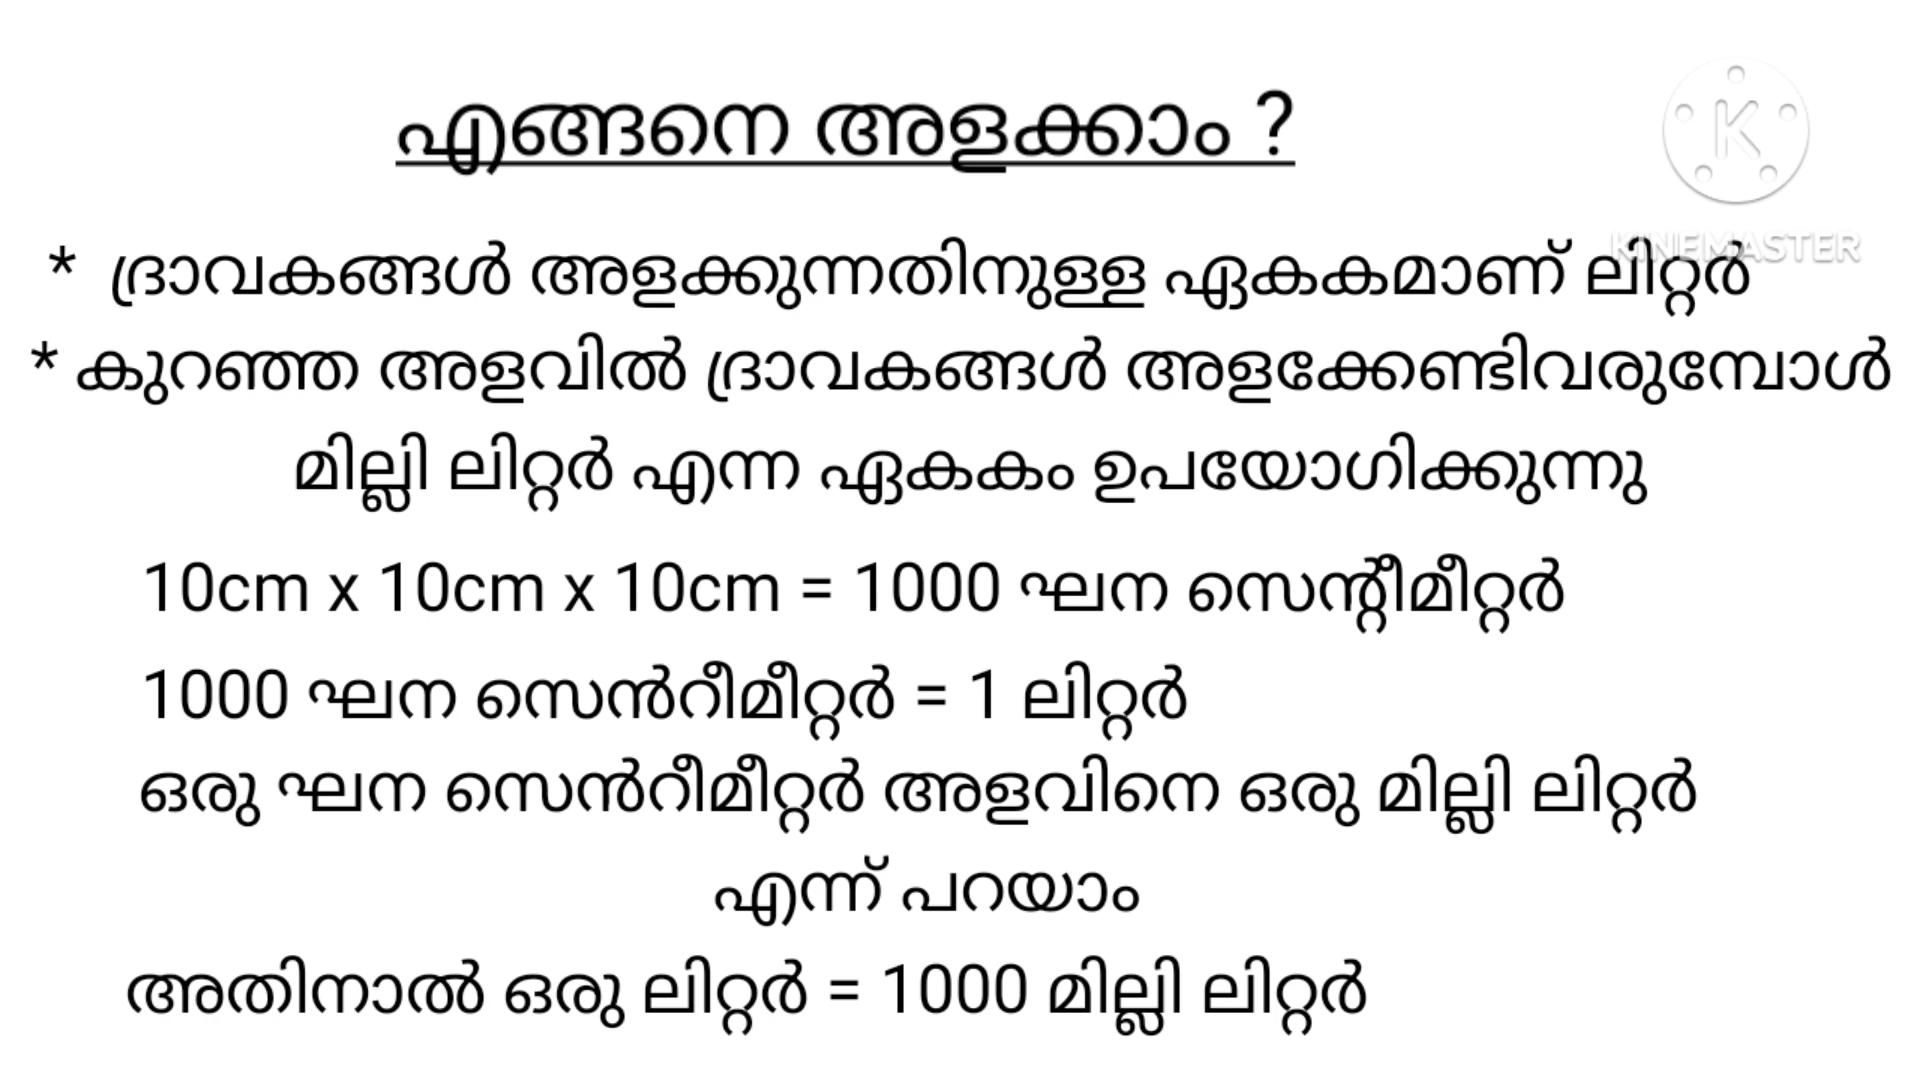 എങ്ങനെ അളക്കാം ?
KINEMASTER
* ദ്രാവകങ്ങൾ അളക്കുന്നതിനുള്ള ഏകകമാണ് ലിറ്റർ
* കുറഞ്ഞ അളവിൽ ദ്രാവകങ്ങൾ അളക്കേണ്ടിവരുമ്പോൾ
മില്ലി ലിറ്റർ എന്ന ഏകകം ഉപയോഗിക്കുന്നു
10cm x 10cm x 10cm = 1000 ഘന സെന്റീമീറ്റർ
1000 ഘന സെൻറീമീറ്റർ = 1 ലിറ്റർ
ഒരു ഘന സെൻറീമീറ്റർ അളവിനെ ഒരു മില്ലി ലിറ്റർ
എന്ന് പറയാം
അതിനാൽ ഒരു ലിറ്റർ = 1000 മില്ലി ലിറ്റർ